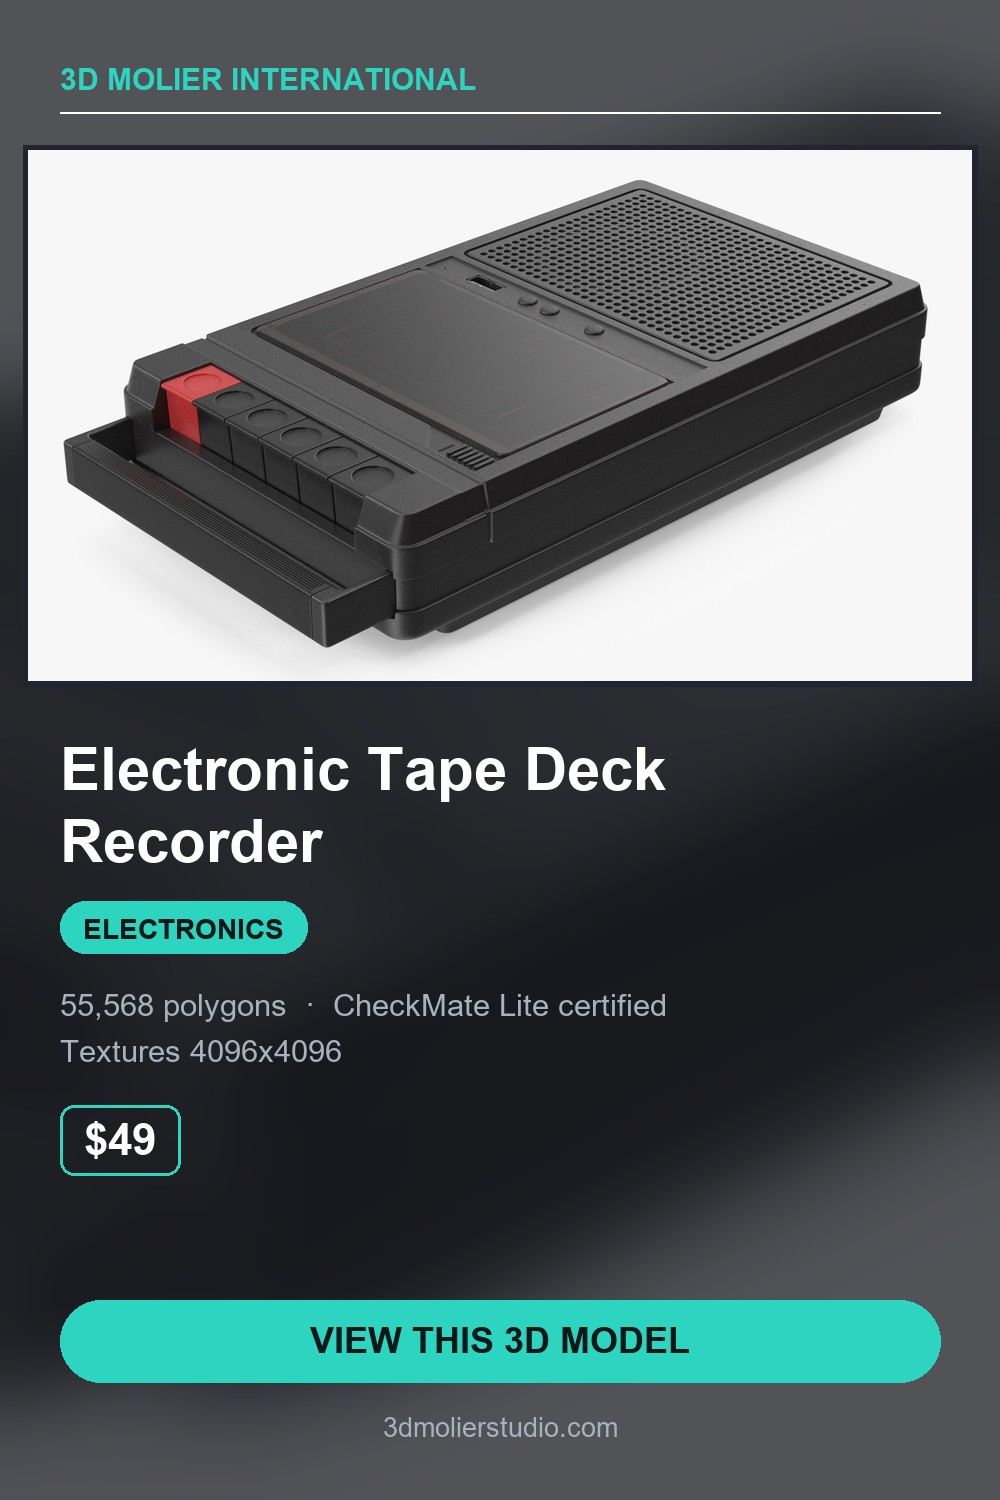 3D MOLIER INTERNATIONAL
Electronic Tape Deck
Recorder
ELECTRONICS
55,568 polygons · CheckMate Lite certified
Textures 4096x4096
$49
VIEW THIS 3D MODEL
3dmolierstudio.com